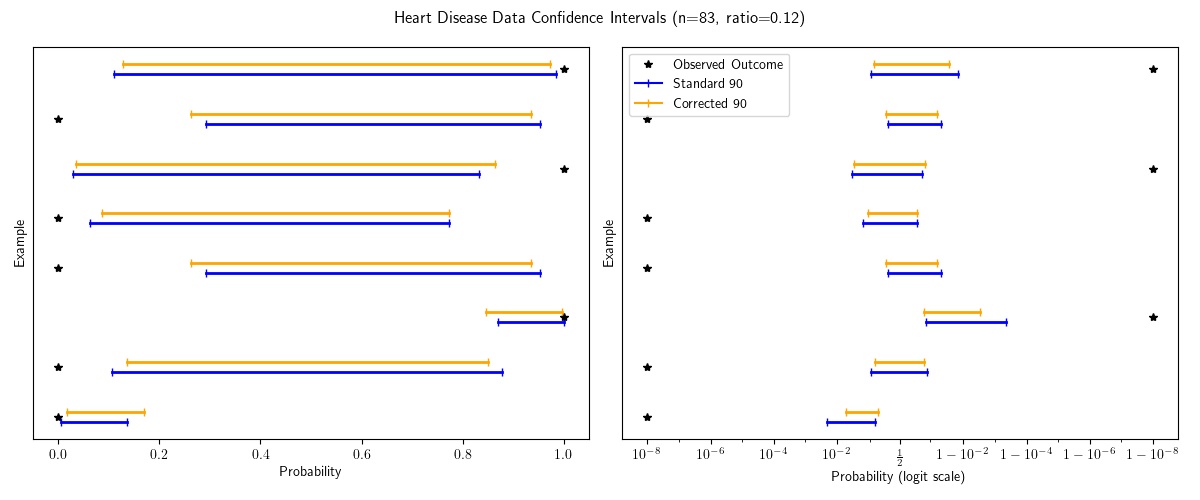 Heart Disease Data Confidence Intervals (n=83, ratio=0.12)
Example
0.0 0.2 0.4 0.6 0.8 1.0
Probability
Observed Outcome
Standard 90
Corrected 90
Example
10⁻⁸ 10⁻⁶ 10⁻⁴ 10⁻² 1/2 1−10⁻² 1−10⁻⁴ 1−10⁻⁶ 1−10⁻⁸
Probability (logit scale)